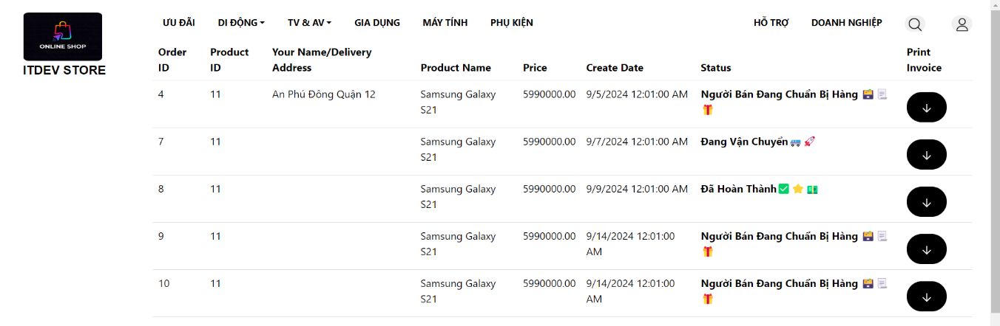 ONLINE SHOP
ITDEV STORE
ƯU ĐÃI DI ĐỘNG TV & AV GIA DỤNG MÁY TÍNH PHỤ KIỆN HỖ TRỢ DOANH NGHIỆP
Order Product Your Name/Delivery Print
ID ID Address Product Name Price Create Date Status Invoice
4 11 An Phú Đông Quận 12 Samsung Galaxy 5990000.00 9/5/2024 12:01:00 AM Người Bán Đang Chuẩn Bị Hàng 
S21
7 11 Samsung Galaxy 5990000.00 9/7/2024 12:01:00 AM Đang Vận Chuyển
S21
8 11 Samsung Galaxy 5990000.00 9/9/2024 12:01:00 AM Đã Hoàn Thành
S21
9 11 Samsung Galaxy 5990000.00 9/14/2024 12:01:00 Người Bán Đang Chuẩn Bị Hàng
S21 AM
10 11 Samsung Galaxy 5990000.00 9/14/2024 12:01:00 Người Bán Đang Chuẩn Bị Hàng
S21 AM